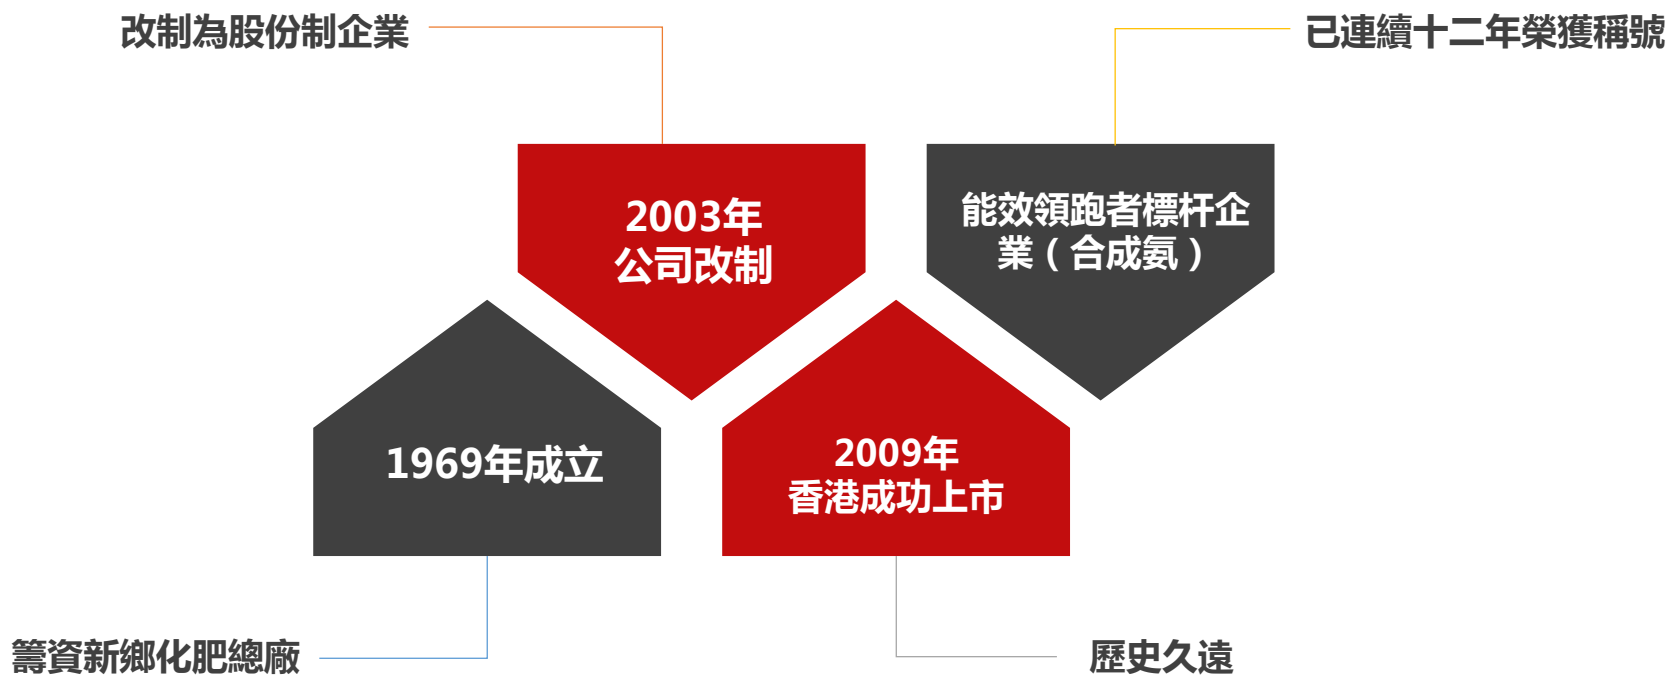 改制為股份制企業
已連續十二年榮獲稱號
2003年
公司改制
能效領跑者標杆企
業（合成氨）
1969年成立
2009年
香港成功上市
籌資新鄉化肥總廠
歷史久遠